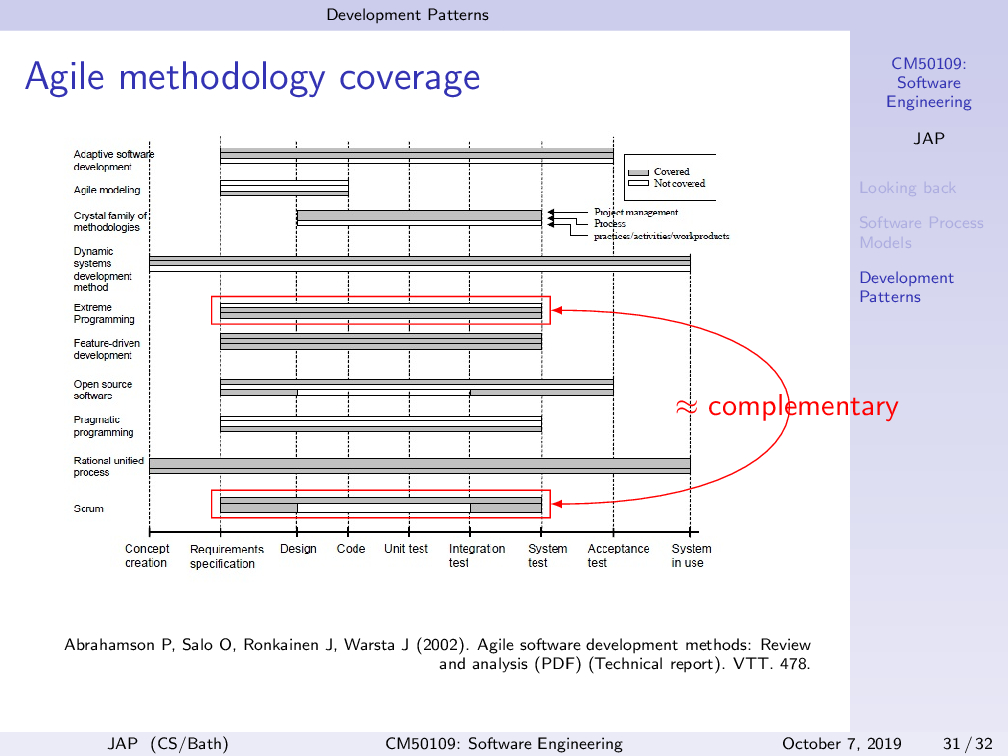 Development Patterns
Agile methodology coverage
Adaptive software
development
Agile modeling
Crystal family of
methodologies
Dynamic
systems
development
method
Extreme
Programming
Feature-driven
development
Open source
software
Pragmatic
programming
Rational unified
process
Scrum
Covered
Not covered
Project management
Process
practices/activities/workproducts
≈ complementary
Concept
creation
Requirements
specification
Design
Code
Unit test
Integration
test
System
test
Acceptance
test
System
in use
Abrahamson P, Salo O, Ronkainen J, Warsta J (2002). Agile software development methods: Review
and analysis (PDF) (Technical report). VTT. 478.
CM50109:
Software
Engineering
JAP
Looking back
Software Process
Models
Development
Patterns
JAP (CS/Bath)
CM50109: Software Engineering
October 7, 2019
31 / 32